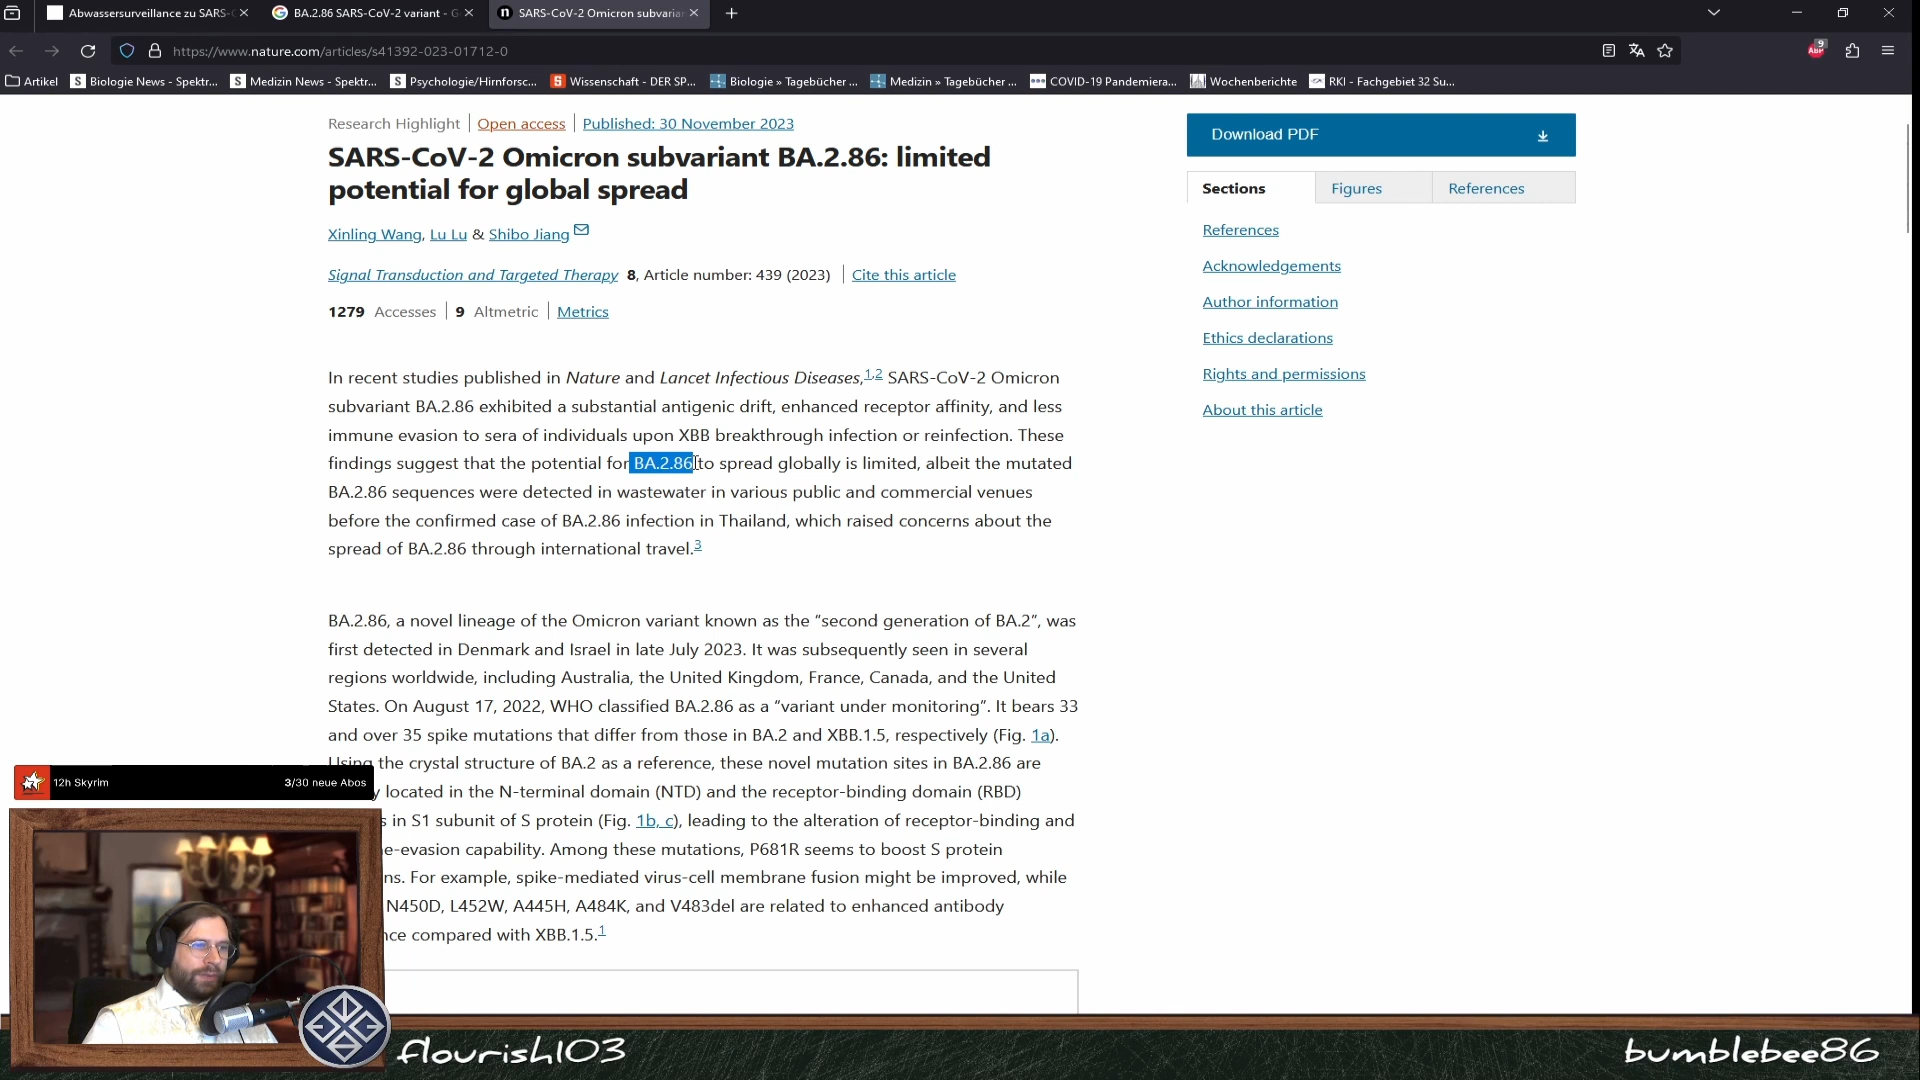 Abwassersurveillance zu SARS-C
BA.2.86 SARS-CoV-2 variant - G
SARS-CoV-2 Omicron subvarian
https://www.nature.com/articles/s41392-023-01712-0
9
ABP
Artikel
Biologie News - Spektr...
Medizin News - Spektr...
Psychologie/Hirnforsc...
Wissenschaft - DER SP...
Biologie » Tagebücher ...
Medizin » Tagebücher ...
COVID-19 Pandemiera...
Wochenberichte
RKI - Fachgebiet 32 Su...
Research Highlight | Open access | Published: 30 November 2023
SARS-CoV-2 Omicron subvariant BA.2.86: limited
potential for global spread
Xinling Wang, Lu Lu & Shibo Jiang
Signal Transduction and Targeted Therapy 8, Article number: 439 (2023) | Cite this article
1279 Accesses | 9 Altmetric | Metrics
In recent studies published in Nature and Lancet Infectious Diseases,1,2 SARS-CoV-2 Omicron
subvariant BA.2.86 exhibited a substantial antigenic drift, enhanced receptor affinity, and less
immune evasion to sera of individuals upon XBB breakthrough infection or reinfection. These
findings suggest that the potential for BA.2.86 to spread globally is limited, albeit the mutated
BA.2.86 sequences were detected in wastewater in various public and commercial venues
before the confirmed case of BA.2.86 infection in Thailand, which raised concerns about the
spread of BA.2.86 through international travel.3
BA.2.86, a novel lineage of the Omicron variant known as the “second generation of BA.2”, was
first detected in Denmark and Israel in late July 2023. It was subsequently seen in several
regions worldwide, including Australia, the United Kingdom, France, Canada, and the United
States. On August 17, 2022, WHO classified BA.2.86 as a “variant under monitoring”. It bears 33
and over 35 spike mutations that differ from those in BA.2 and XBB.1.5, respectively (Fig. 1a).
Using the crystal structure of BA.2 as a reference, these novel mutation sites in BA.2.86 are
y located in the N-terminal domain (NTD) and the receptor-binding domain (RBD)
s in S1 subunit of S protein (Fig. 1b, c), leading to the alteration of receptor-binding and
e-evasion capability. Among these mutations, P681R seems to boost S protein
ns. For example, spike-mediated virus-cell membrane fusion might be improved, while
N450D, L452W, A445H, A484K, and V483del are related to enhanced antibody
nce compared with XBB.1.5.1
Download PDF
Sections
Figures
References
References
Acknowledgements
Author information
Ethics declarations
Rights and permissions
About this article
12h Skyrim
3/30 neue Abos
flourish103
bumblebee86